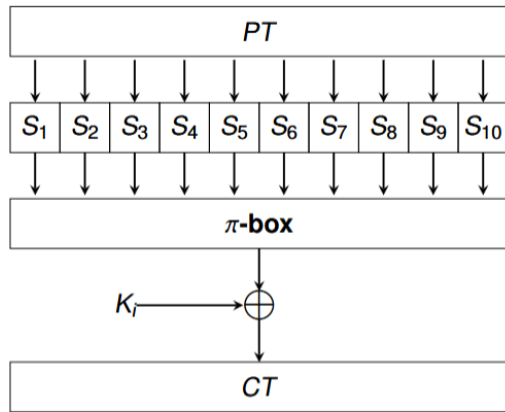 PT
S₁ S₂ S₃ S₄ S₅ S₆ S₇ S₈ S₉ S₁₀
π-box
Kᵢ
CT